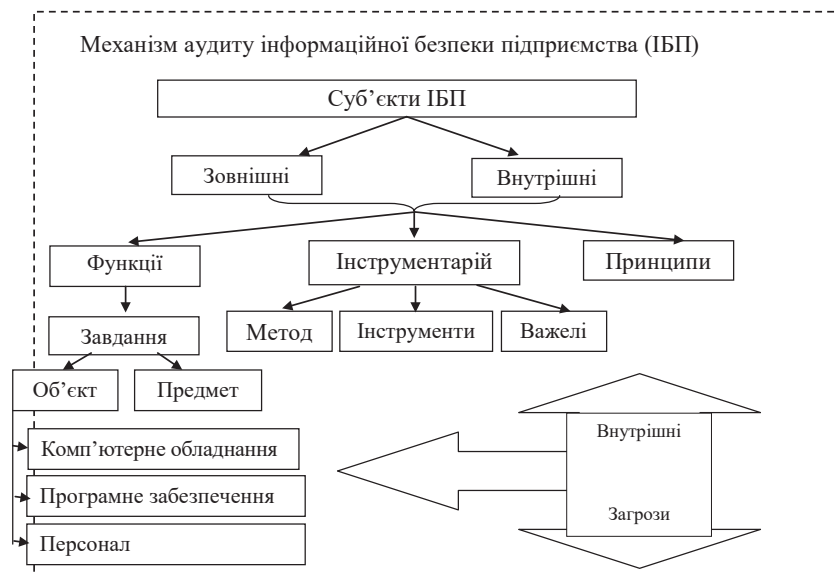 Механізм аудиту інформаційної безпеки підприємства (ІБП)
Суб’єкти ІБП
Зовнішні
Внутрішні
Функції
Інструментарій
Принципи
Завдання
Метод
Інструменти
Важелі
Об’єкт
Предмет
Комп’ютерне обладнання
Програмне забезпечення
Персонал
Внутрішні
Загрози